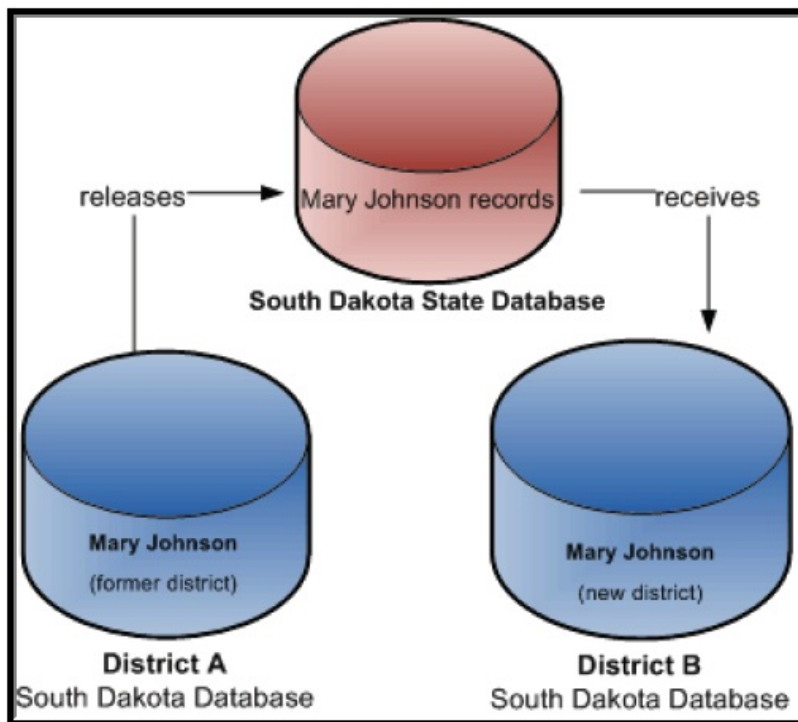 releases
Mary Johnson records
receives
South Dakota State Database
Mary Johnson
(former district)
District A
South Dakota Database
Mary Johnson
(new district)
District B
South Dakota Database